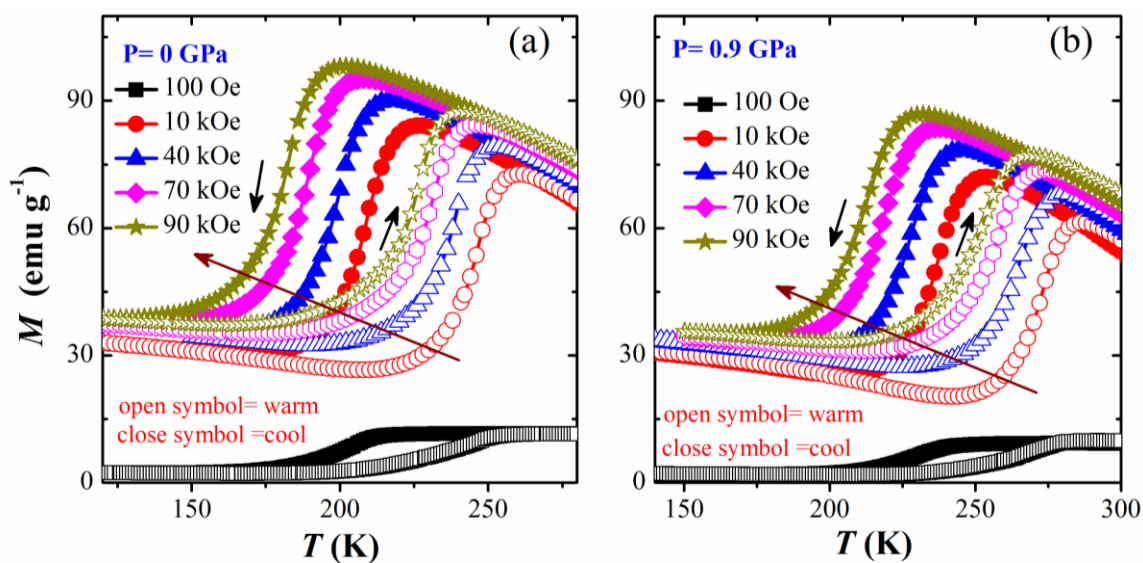 (a)
P= 0 GPa
100 Oe
10 kOe
40 kOe
70 kOe
90 kOe
open symbol= warm
close symbol =cool
M (emu g-1)
90
60
30
0
150
200
250
T (K)
(b)
P= 0.9 GPa
100 Oe
10 kOe
40 kOe
70 kOe
90 kOe
open symbol= warm
close symbol =cool
90
60
30
0
150
200
250
300
T (K)